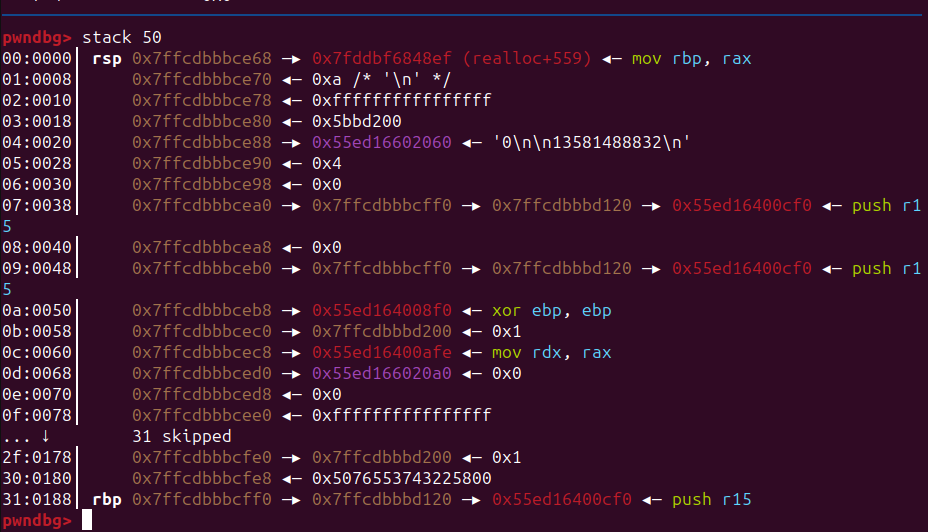 pwndbg> stack 50
00:0000│ rsp 0x7ffcdbbbce68 —▸ 0x7fddbf6848ef (realloc+559) ◂— mov rbp, rax
01:0008│     0x7ffcdbbbce70 ◂— 0xa /* '\n' */
02:0010│     0x7ffcdbbbce78 ◂— 0xffffffffffffffff
03:0018│     0x7ffcdbbbce80 ◂— 0x5bbd200
04:0020│     0x7ffcdbbbce88 —▸ 0x55ed16602060 ◂— '0\n\n13581488832\n'
05:0028│     0x7ffcdbbbce90 ◂— 0x4
06:0030│     0x7ffcdbbbce98 ◂— 0x0
07:0038│     0x7ffcdbbbcea0 —▸ 0x7ffcdbbbcff0 —▸ 0x7ffcdbbbd120 —▸ 0x55ed16400cf0 ◂— push r1
5
08:0040│     0x7ffcdbbbcea8 ◂— 0x0
09:0048│     0x7ffcdbbbceb0 —▸ 0x7ffcdbbbcff0 —▸ 0x7ffcdbbbd120 —▸ 0x55ed16400cf0 ◂— push r1
5
0a:0050│     0x7ffcdbbbceb8 —▸ 0x55ed164008f0 ◂— xor ebp, ebp
0b:0058│     0x7ffcdbbbcec0 —▸ 0x7ffcdbbbd200 ◂— 0x1
0c:0060│     0x7ffcdbbbcec8 —▸ 0x55ed16400afe ◂— mov rdx, rax
0d:0068│     0x7ffcdbbbced0 —▸ 0x55ed166020a0 ◂— 0x0
0e:0070│     0x7ffcdbbbced8 ◂— 0x0
0f:0078│     0x7ffcdbbbcee0 ◂— 0xffffffffffffffff
... ↓        31 skipped
2f:0178│     0x7ffcdbbbcfe0 —▸ 0x7ffcdbbbd200 ◂— 0x1
30:0180│     0x7ffcdbbbcfe8 ◂— 0x5076553743225800
31:0188│ rbp 0x7ffcdbbbcff0 —▸ 0x7ffcdbbbd120 —▸ 0x55ed16400cf0 ◂— push r15
pwndbg>